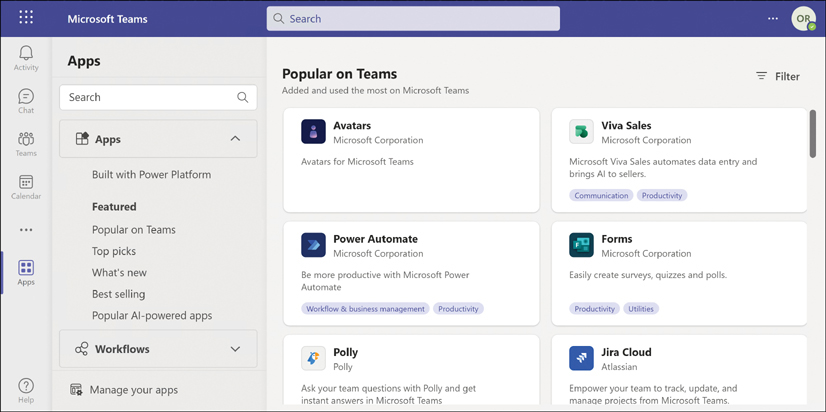 Microsoft Teams
Search
OR
Activity
Chat
Teams
Calendar
Apps
Help
Apps
Search
Apps
Built with Power Platform
Featured
Popular on Teams
Top picks
What's new
Best selling
Popular AI-powered apps
Workflows
Manage your apps
Popular on Teams
Added and used the most on Microsoft Teams
Filter
Avatars
Microsoft Corporation
Avatars for Microsoft Teams
Viva Sales
Microsoft Corporation
Microsoft Viva Sales automates data entry and
brings AI to sellers.
Communication Productivity
Power Automate
Microsoft Corporation
Be more productive with Microsoft Power
Automate
Workflow & business management Productivity
Forms
Microsoft Corporation
Easily create surveys, quizzes and polls.
Productivity Utilities
Polly
Polly
Ask your team questions with Polly and get
instant answers in Microsoft Teams
Jira Cloud
Atlassian
Empower your team to track, update, and
manage projects from Microsoft Teams.